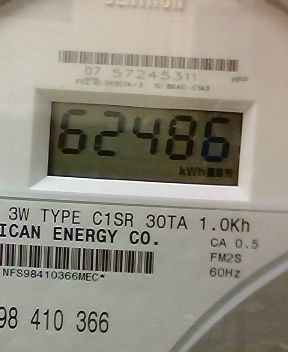 07 57245311
62486
kWh
3W TYPE C1SR 30TA 1.0Kh
ICAN ENERGY CO.
CA 0.5
FM2S
60Hz
NFS98410366MEC*
98 410 366